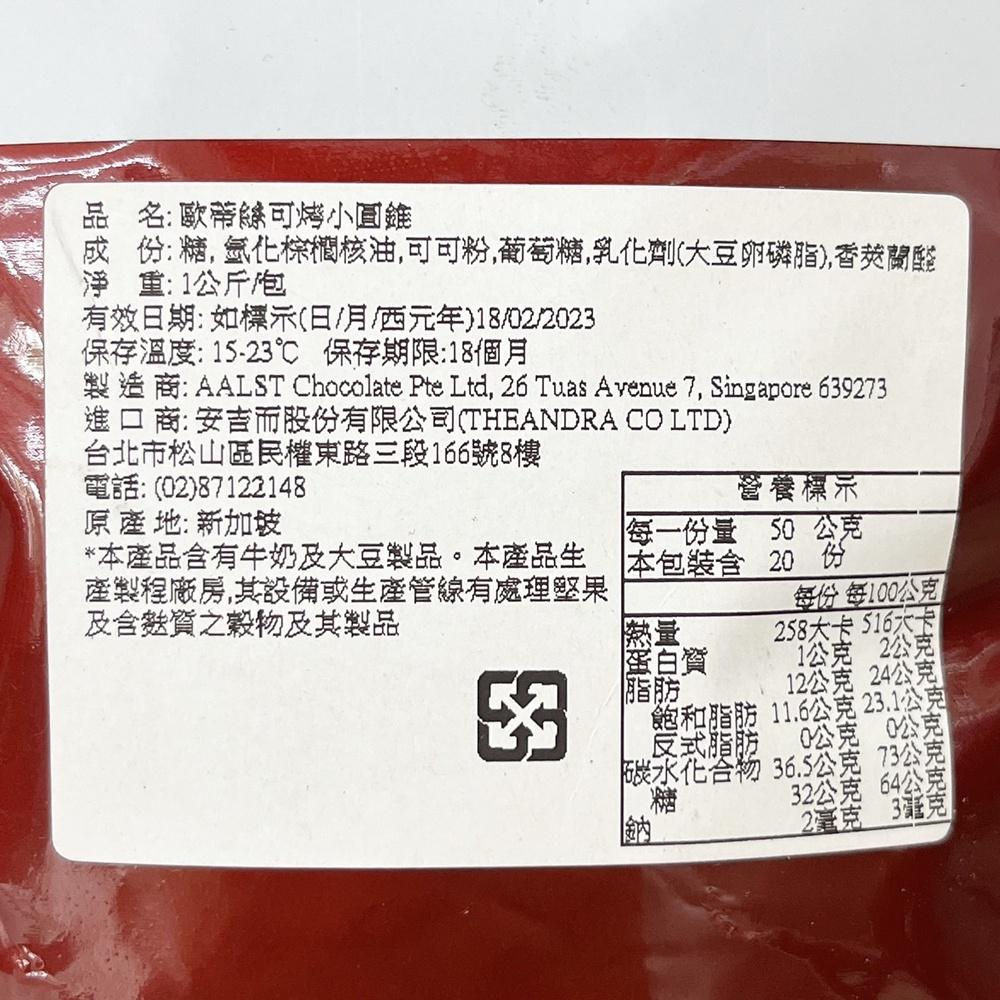 品 名: 歐蒂絲可烤小圓錐
成 份: 糖, 氫化棕櫚核油,可可粉,葡萄糖,乳化劑(大豆卵磷脂),香莢蘭醛
淨 重: 1公斤/包
有效日期: 如標示(日/月/西元年)18/02/2023
保存溫度: 15-23℃ 保存期限:18個月
製 造 商: AALST Chocolate Pte Ltd, 26 Tuas Avenue 7, Singapore 639273
進 口 商: 安吉而股份有限公司(THEANDRA CO LTD)
台北市松山區民權東路三段166號8樓
電話: (02)87122148
原 產 地: 新加坡
*本產品含有牛奶及大豆製品。本產品生
產製程廠房,其設備或生產管線有處理堅果
及含麩質之穀物及其製品
營養標示
每一份量 50 公克
本包裝含 20 份
每份 每100公克
熱量 258大卡 516大卡
蛋白質 1公克 2公克
脂肪 12公克 24公克
飽和脂肪 11.6公克 23.1公克
反式脂肪 0公克 0公克
碳水化合物 36.5公克 73公克
糖 32公克 64公克
鈉 2毫克 3毫克